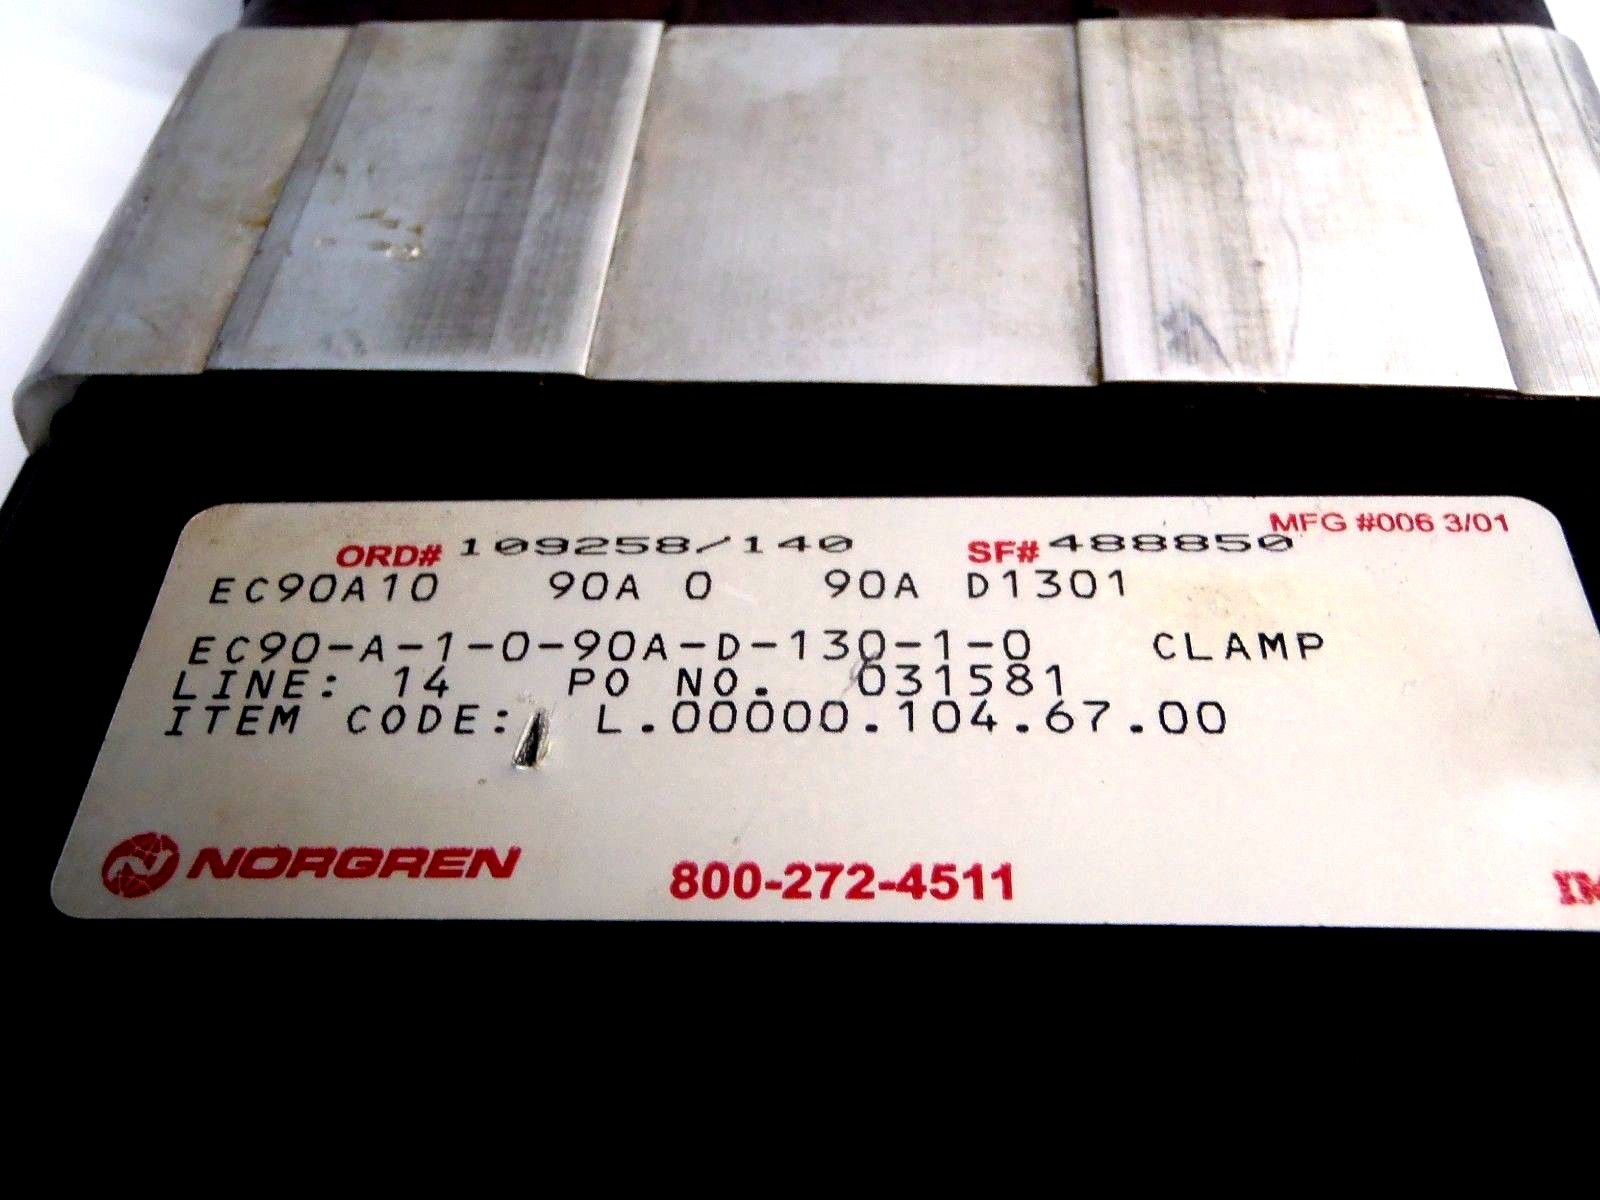 MFG #006 3/01
ORD# 109258/140 SF# 488850
EC90A10 90A 0 90A D1301
EC90-A-1-0-90A-D-130-1-0 CLAMP
LINE: 14 PO NO. 031581
ITEM CODE: L.00000.104.67.00
NORGREN 800-272-4511